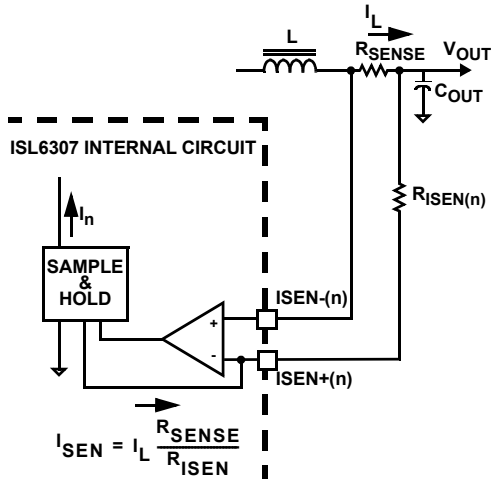 I_L
L
R_SENSE
V_OUT
C_OUT
ISL6307 INTERNAL CIRCUIT
R_ISEN(n)
I_n
SAMPLE
&
HOLD
+
ISEN-(n)
-
ISEN+(n)
I_SEN = I_L R_SENSE / R_ISEN